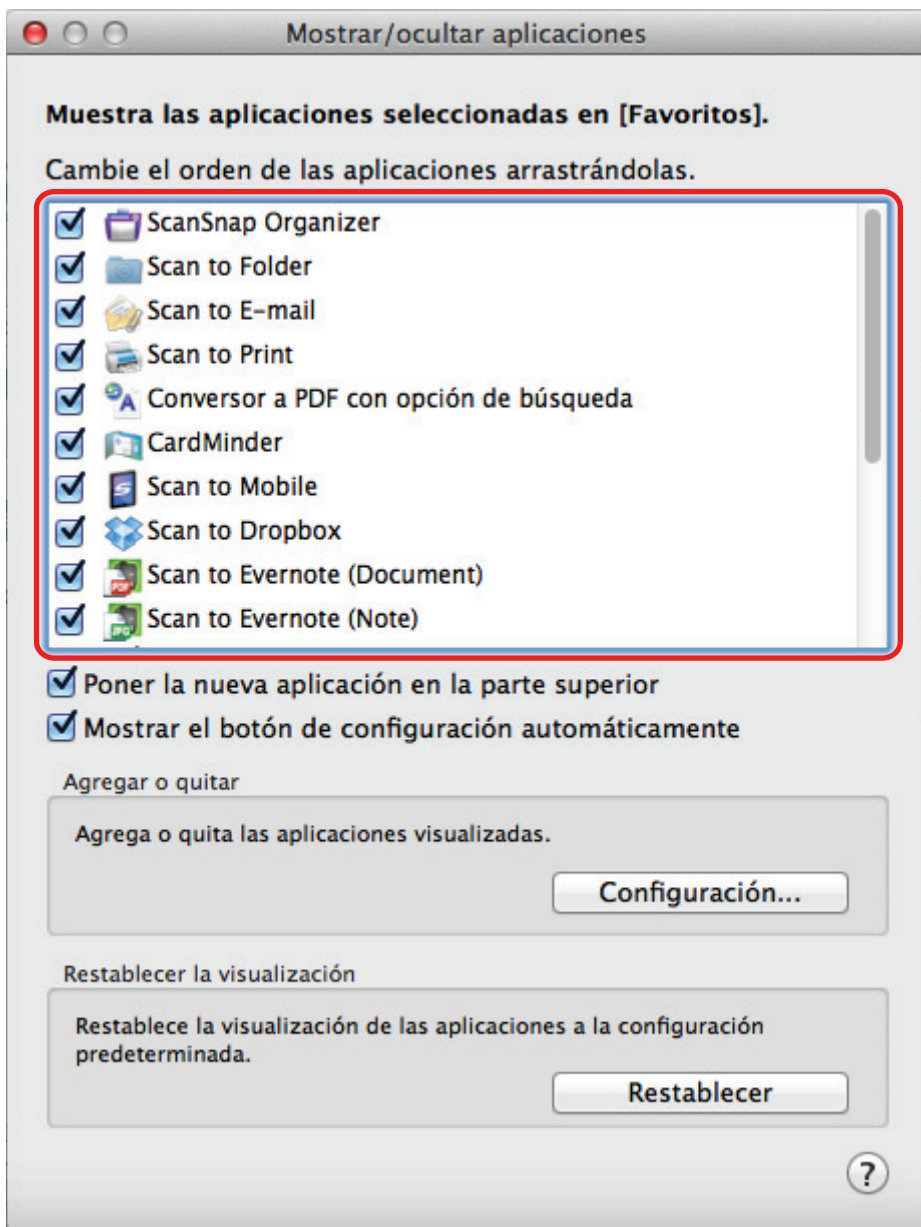 Mostrar/ocultar aplicaciones
Muestra las aplicaciones seleccionadas en [Favoritos].
Cambie el orden de las aplicaciones arrastrándolas.
ScanSnap Organizer
Scan to Folder
Scan to E-mail
Scan to Print
Conversor a PDF con opción de búsqueda
CardMinder
Scan to Mobile
Scan to Dropbox
Scan to Evernote (Document)
Scan to Evernote (Note)
Poner la nueva aplicación en la parte superior
Mostrar el botón de configuración automáticamente
Agregar o quitar
Agrega o quita las aplicaciones visualizadas.
Configuración...
Restablecer la visualización
Restablece la visualización de las aplicaciones a la configuración
predeterminada.
Restablecer
?